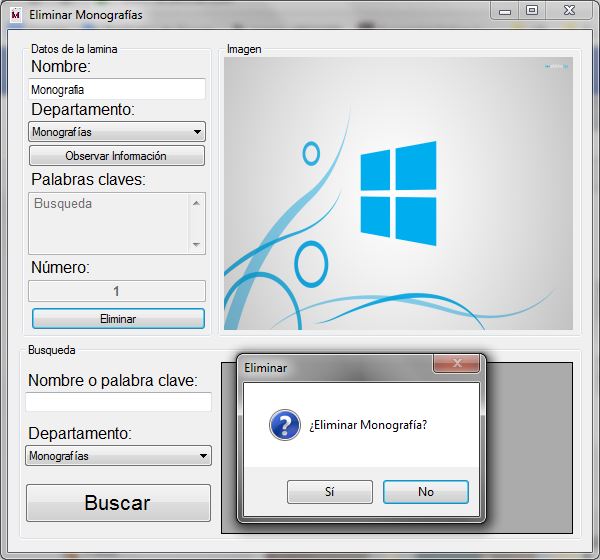 M Eliminar Monografías
Datos de la lamina
Nombre:
Monografia
Departamento:
Monografías
Observar Información
Palabras claves:
Busqueda
Número:
1
Eliminar
Imagen
Busqueda
Nombre o palabra clave:
Departamento:
Monografías
Buscar
Eliminar
¿Eliminar Monografía?
Sí
No